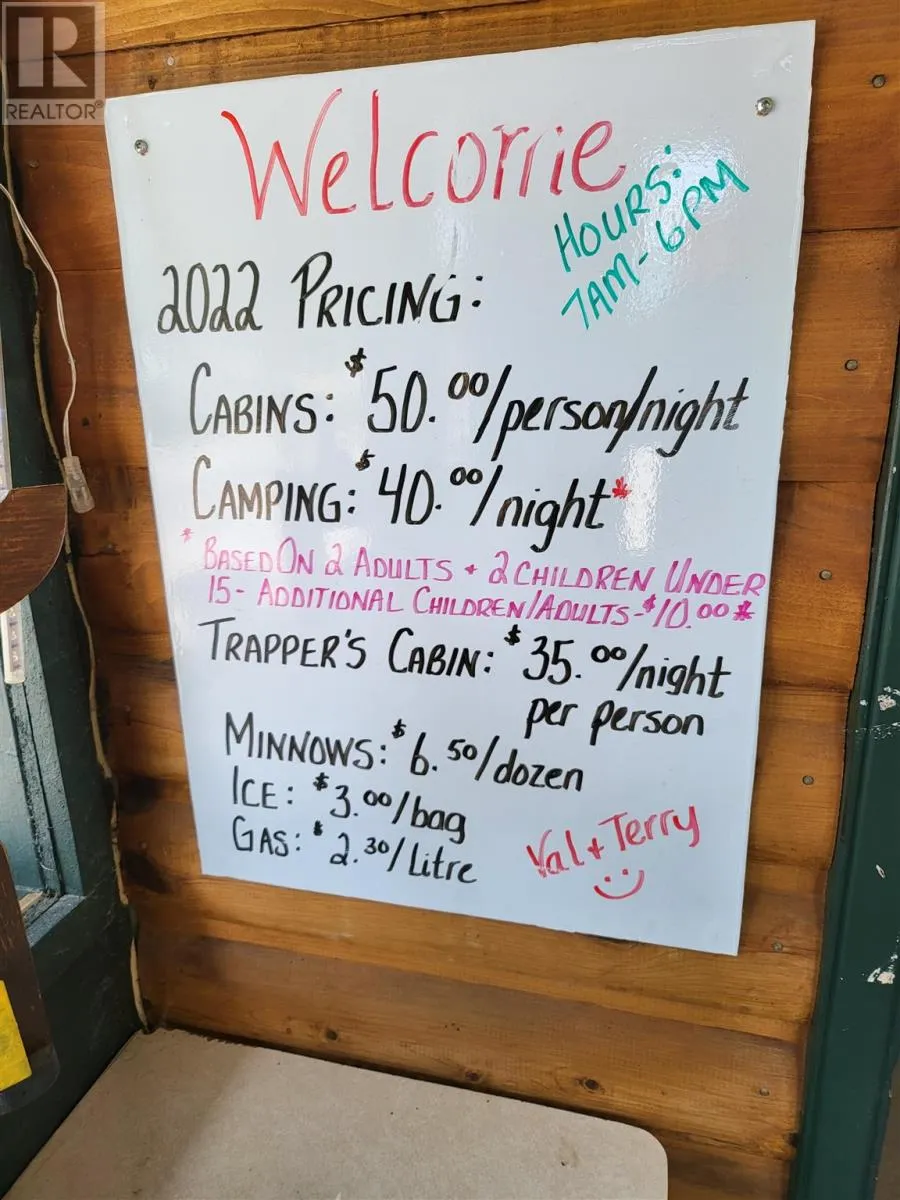 R
REALTOR®
Welcome
HOURS:
7AM - 6PM
2022 PRICING:
CABINS: $50.00/person/night
CAMPING: $40.00/night*
* BASED ON 2 ADULTS + 2 CHILDREN UNDER
15 - ADDITIONAL CHILDREN/ADULTS - $10.00 *
TRAPPER'S CABIN: $35.00/night
per person
MINNOWS: $6.50/dozen
ICE: $3.00/bag
GAS: $2.30/Litre
Val + Terry